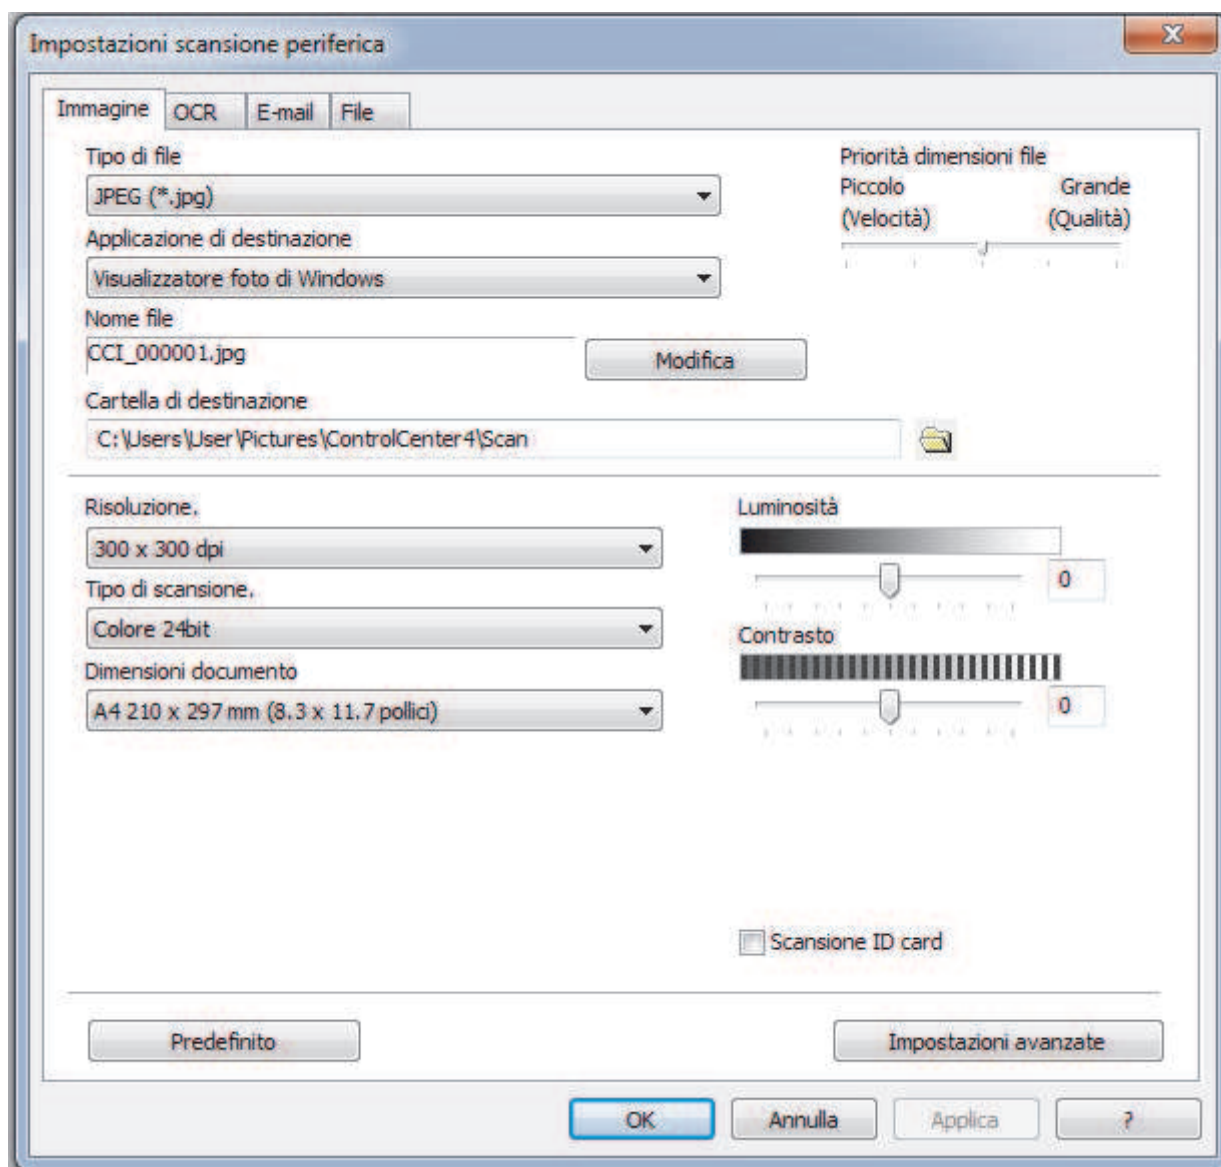 Impostazioni scansione periferica
Immagine OCR E-mail File
Tipo di file
JPEG (*.jpg)
Priorità dimensioni file
Piccolo Grande
(Velocità) (Qualità)
Applicazione di destinazione
Visualizzatore foto di Windows
Nome file
CCI_000001.jpg
Modifica
Cartella di destinazione
C:\Users\User\Pictures\ControlCenter4\Scan
Risoluzione.
300 x 300 dpi
Tipo di scansione.
Colore 24bit
Dimensioni documento
A4 210 x 297 mm (8.3 x 11.7 pollici)
Luminosità
0
Contrasto
0
Scansione ID card
Predefinito
Impostazioni avanzate
OK
Annulla
Applica
?